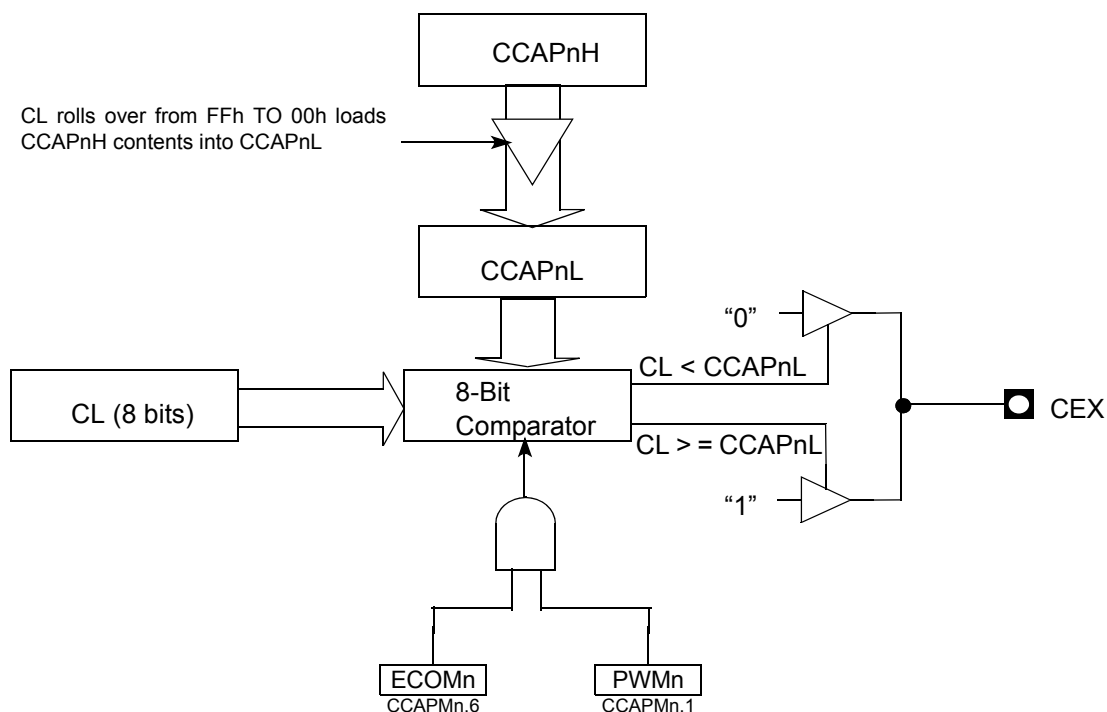 CCAPnH
CL rolls over from FFh TO 00h loads
CCAPnH contents into CCAPnL
CCAPnL
“0”
CL < CCAPnL
CL (8 bits)
8-Bit
Comparator
CEX
CL > = CCAPnL
“1”
ECOMn
CCAPMn.6
PWMn
CCAPMn.1